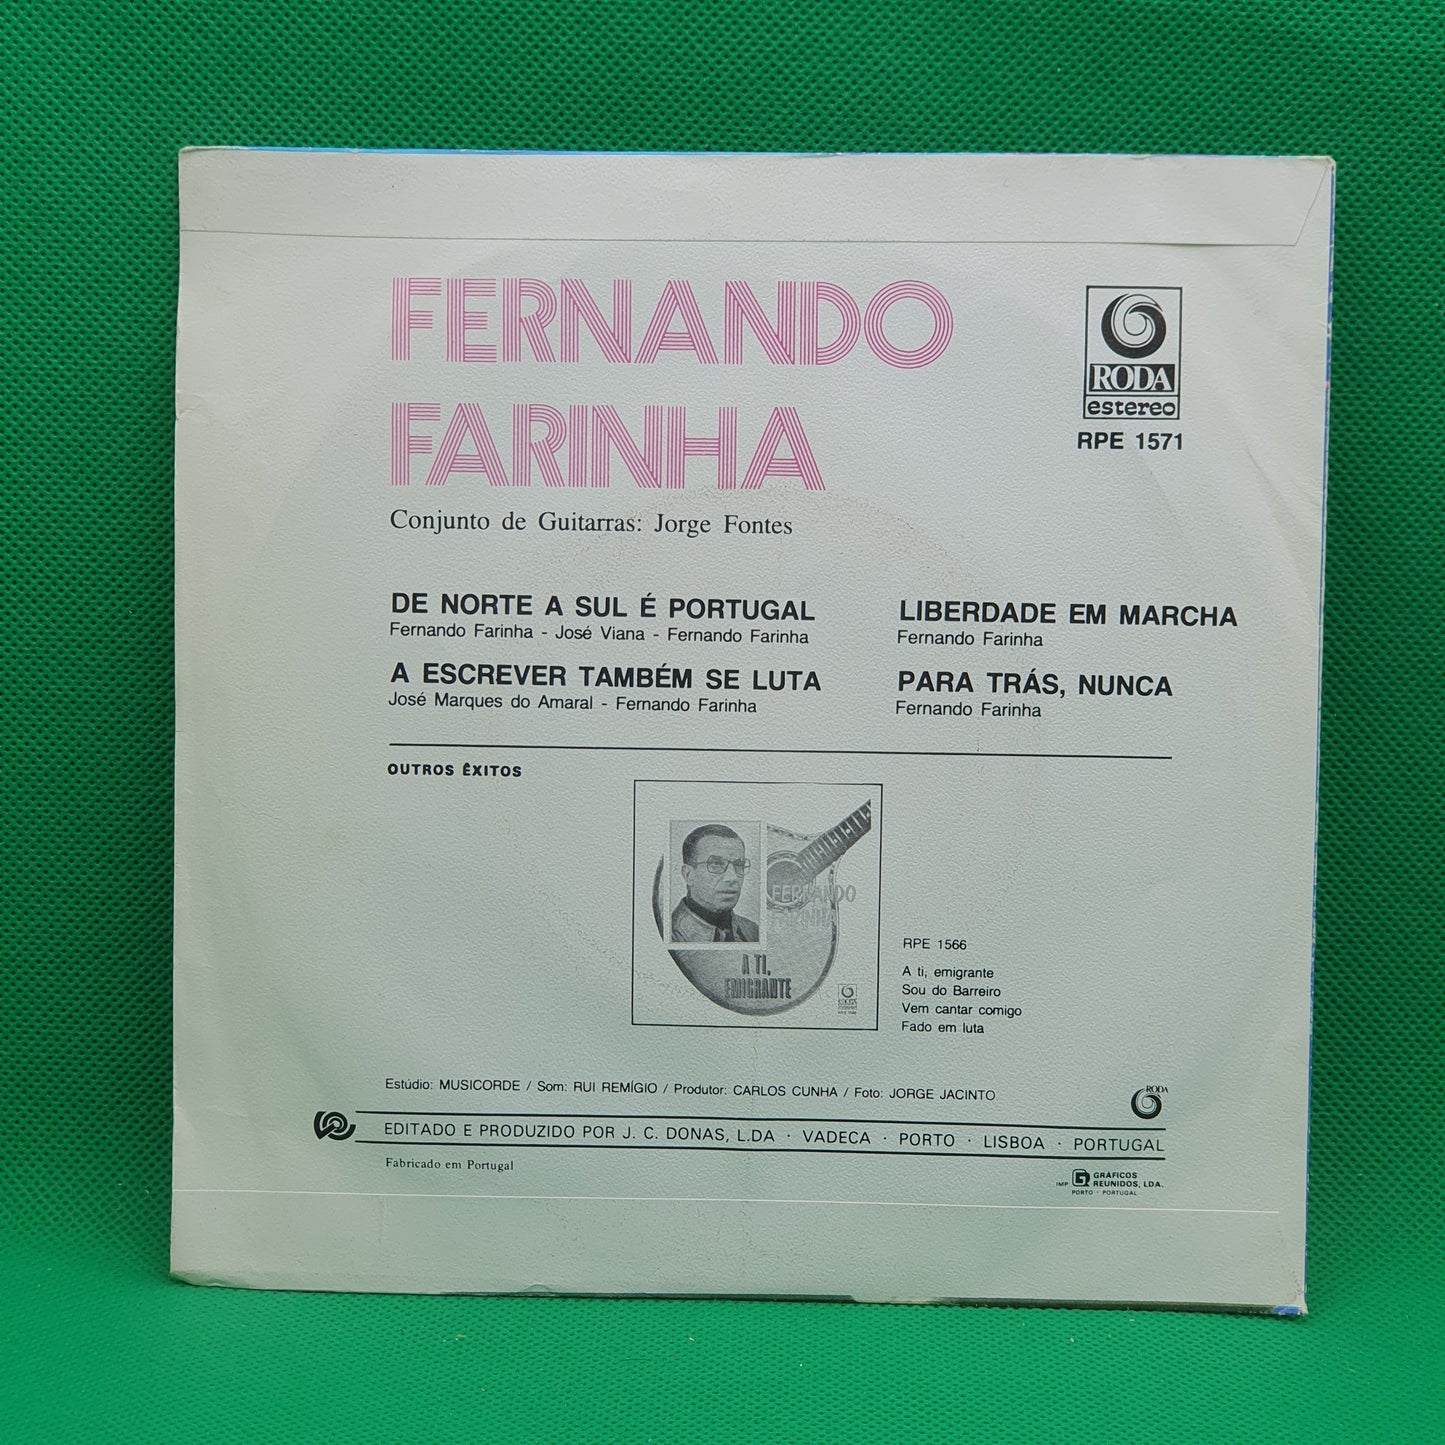 FERNANDO
FARINHA
Conjunto de Guitarras: Jorge Fontes
RODA
estereo
RPE 1571
DE NORTE A SUL É PORTUGAL
Fernando Farinha - José Viana - Fernando Farinha
A ESCREVER TAMBÉM SE LUTA
José Marques do Amaral - Fernando Farinha
LIBERDADE EM MARCHA
Fernando Farinha
PARA TRÁS, NUNCA
Fernando Farinha
OUTROS ÊXITOS
FERNANDO
FARINHA
A TI,
EMIGRANTE
RPE 1566
A ti, emigrante
Sou do Barreiro
Vem cantar comigo
Fado em luta
Estúdio: MUSICORDE / Som: RUI REMÍGIO / Produtor: CARLOS CUNHA / Foto: JORGE JACINTO
RODA
EDITADO E PRODUZIDO POR J. C. DONAS, L.DA · VADECA · PORTO · LISBOA · PORTUGAL
Fabricado em Portugal
IMP GRÁFICOS
REUNIDOS, LDA.
PORTO - PORTUGAL